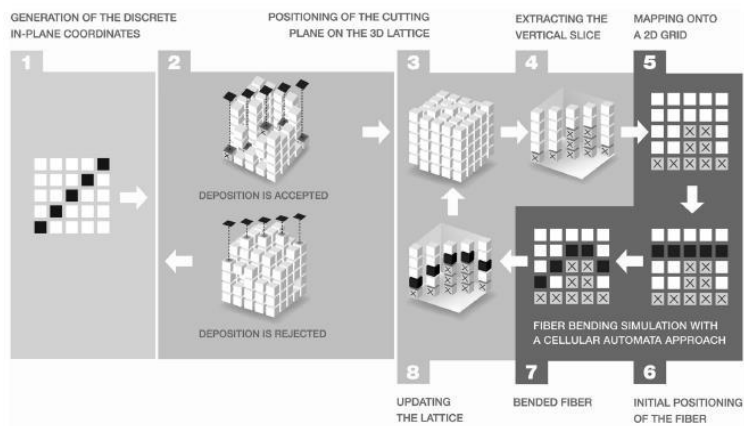 GENERATION OF THE DISCRETE
IN-PLANE COORDINATES
POSITIONING OF THE CUTTING
PLANE ON THE 3D LATTICE
EXTRACTING THE
VERTICAL SLICE
MAPPING ONTO
A 2D GRID
1
2
3
4
5
DEPOSITION IS ACCEPTED
DEPOSITION IS REJECTED
FIBER BENDING SIMULATION WITH
A CELLULAR AUTOMATA APPROACH
8
7
6
UPDATING
THE LATTICE
BENDED FIBER
INITIAL POSITIONING
OF THE FIBER